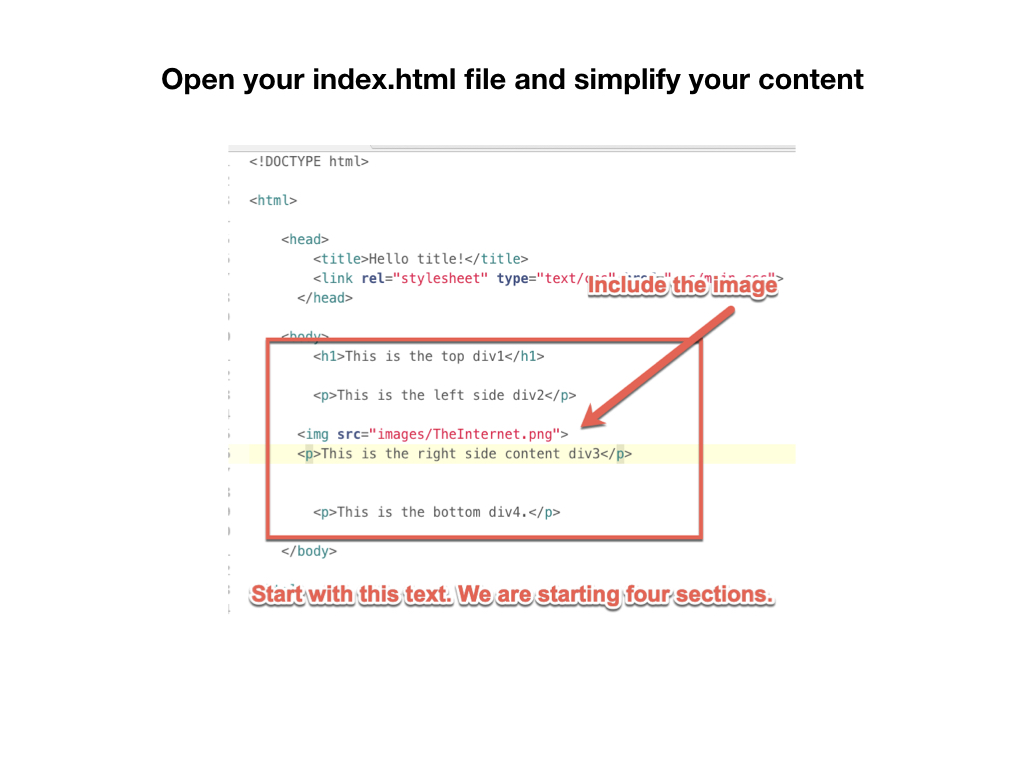 Open your index.html file and simplify your content
<!DOCTYPE html>
<html>
<head>
<title>Hello title!</title>
<link rel="stylesheet" type="text/
Include the image
</head>
<body>
<h1>This is the top div1</h1>
<p>This is the left side div2</p>
<img src="images/TheInternet.png">
<p>This is the right side content div3</p>
<p>This is the bottom div4.</p>
</body>
Start with this text. We are starting four sections.